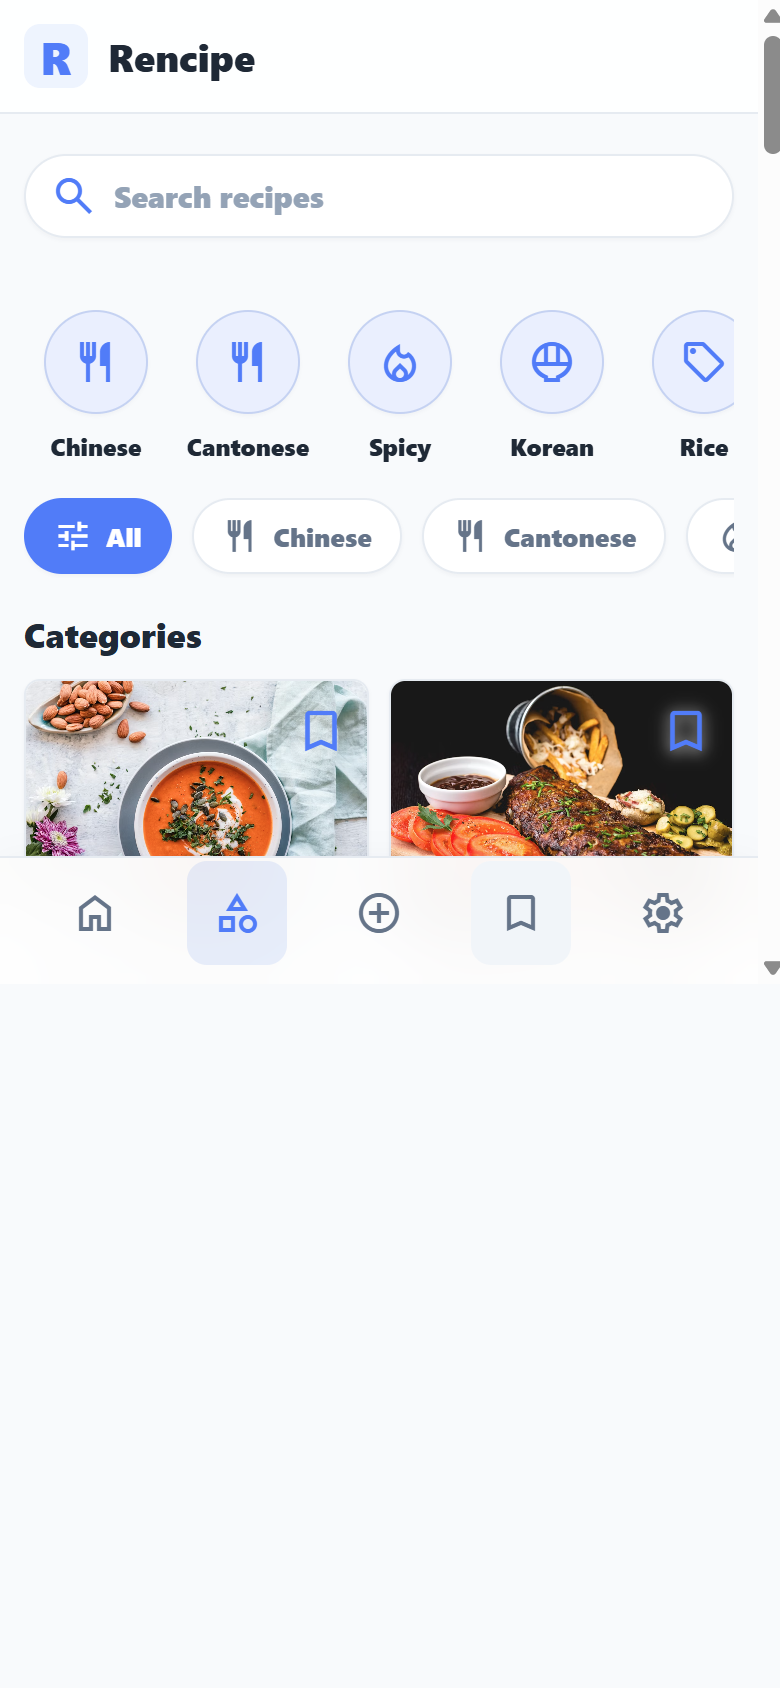 R Rencipe
Search recipes
Chinese Cantonese Spicy Korean Rice
All Chinese Cantonese
Categories